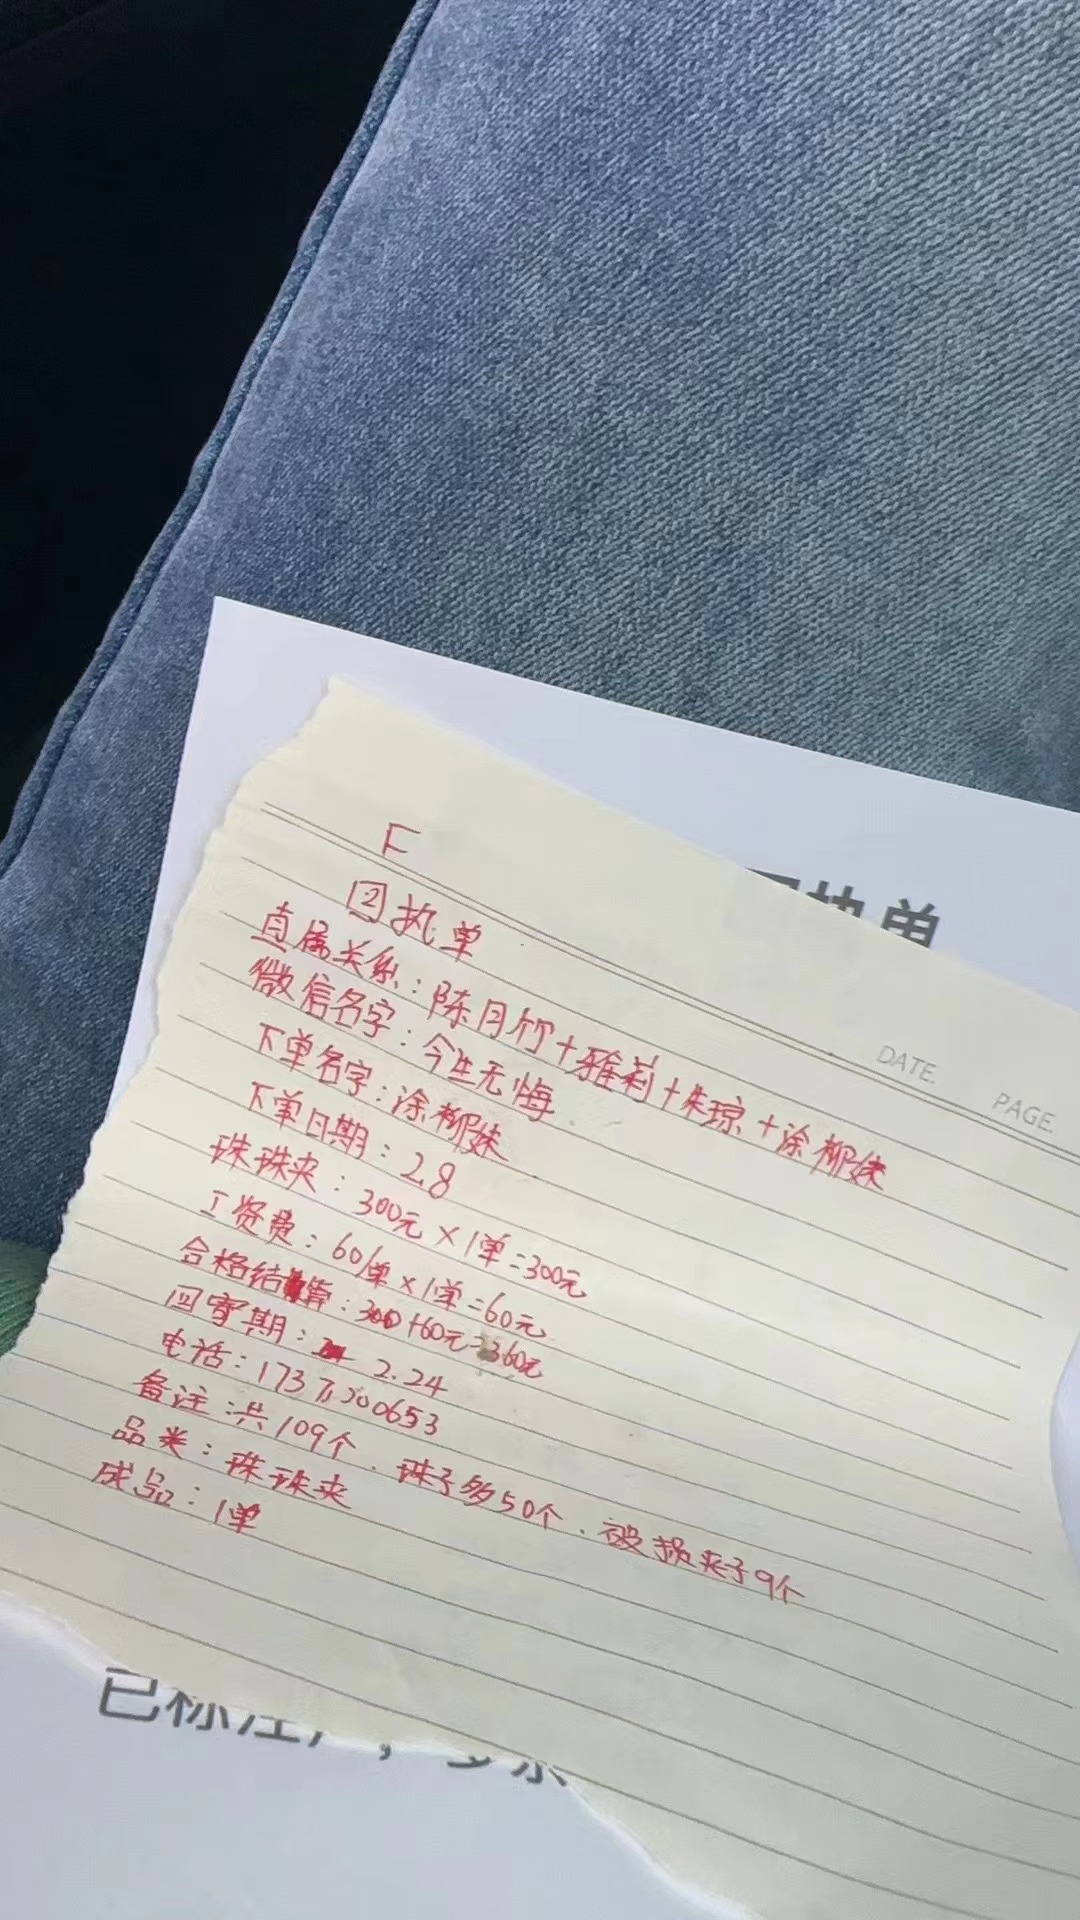 执单
F
回执单
直属关系：陈月竹+雅莉+朱琼+涂柳妹
微信名字：今生无悔.
下单名字：涂柳妹
下单日期：2.8
珠珠夹：300元×1单=300元
工资费：60/单×1单=60元
合格结算：300+60元=360元
回寄期：2.24
电话：
备注：共109个.珠子多50个.被损夹子9个
品类：珠珠夹
成品：1单
DATE.
PAGE.
已标注